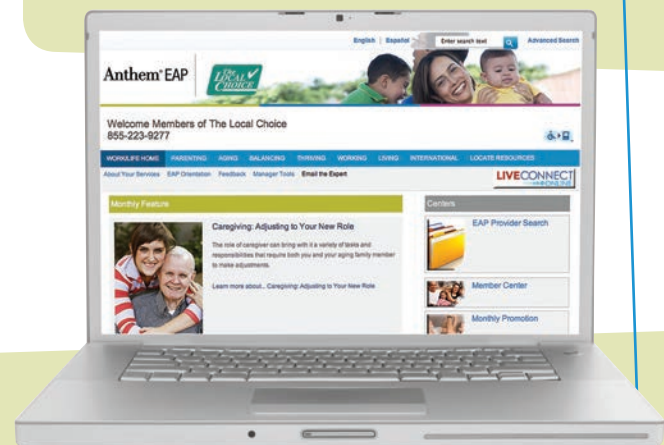 English | Español
Enter search text
Advanced Search
Anthem® EAP
The LOCAL CHOICE
Welcome Members of The Local Choice
855-223-9277
WORKLIFE HOME PARENTING AGING BALANCING THRIVING WORKING LIVING INTERNATIONAL LOCATE RESOURCES
About Your Services EAP Orientation Feedback Manager Tools Email the Expert
LIVECONNECT
ONLINE
Monthly Feature
Centers
Caregiving: Adjusting to Your New Role
EAP Provider Search
The role of caregiver can bring with it a variety of tasks and
responsibilities that require both you and your aging family member
to make adjustments.
Learn more about.. Caregiving: Adjusting to Your New Role
Member Center
Monthly Promotion